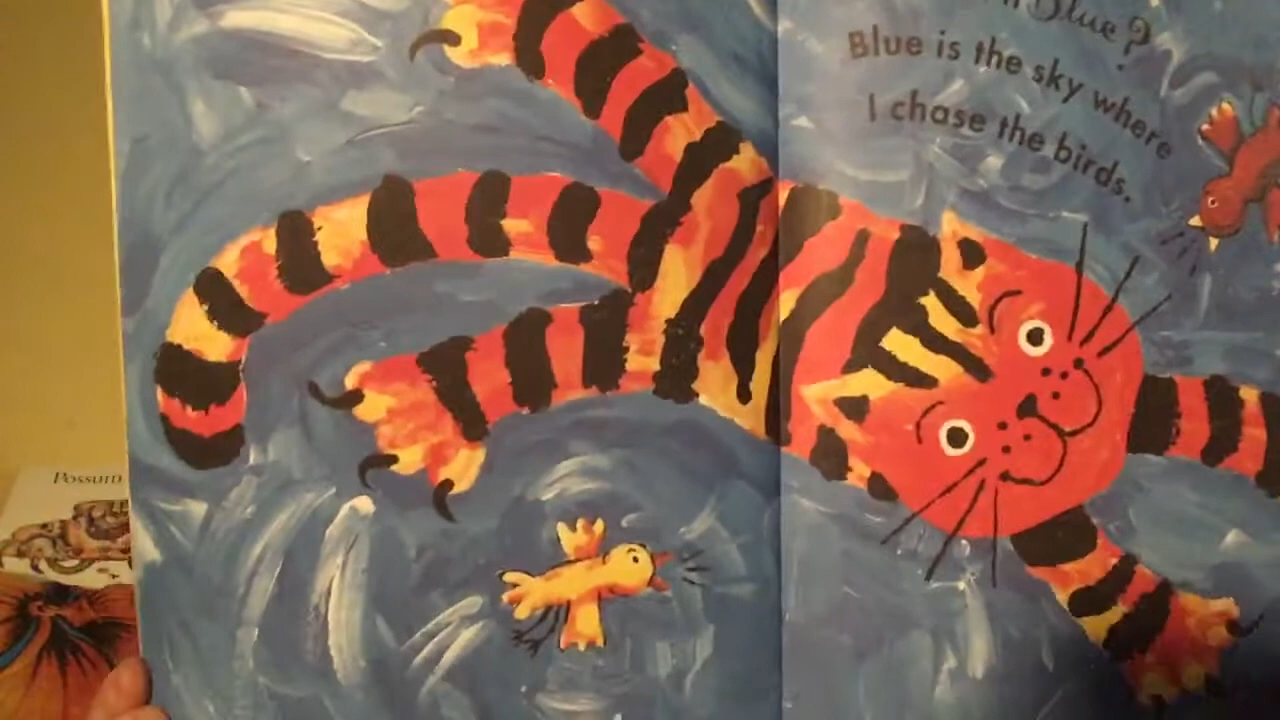 Blue?
Blue is the sky where
I chase the birds.
Possum